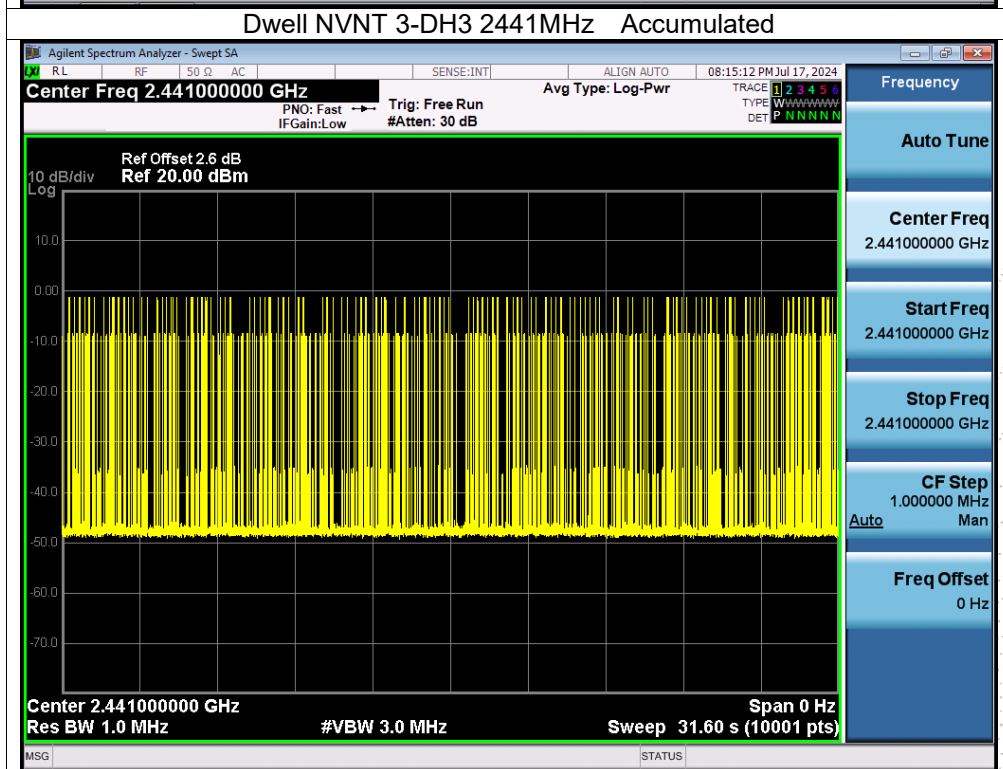 Dwell NVNT 3-DH3 2441MHz    Accumulated
Agilent Spectrum Analyzer - Swept SA
LXI RL RF 50 Ω AC SENSE:INT ALIGN AUTO 08:15:12 PM Jul 17, 2024
Center Freq 2.441000000 GHz
PNO: Fast
IFGain:Low
Trig: Free Run
#Atten: 30 dB
Avg Type: Log-Pwr
TRACE 1 2 3 4 5 6
TYPE WWWWWWW
DET P N N N N N
Ref Offset 2.6 dB
10 dB/div Ref 20.00 dBm
Log
10.0
0.00
-10.0
-20.0
-30.0
-40.0
-50.0
-60.0
-70.0
Center 2.441000000 GHz Span 0 Hz
Res BW 1.0 MHz #VBW 3.0 MHz Sweep 31.60 s (10001 pts)
MSG STATUS
Frequency
Auto Tune
Center Freq
2.441000000 GHz
Start Freq
2.441000000 GHz
Stop Freq
2.441000000 GHz
CF Step
1.000000 MHz
Auto Man
Freq Offset
0 Hz